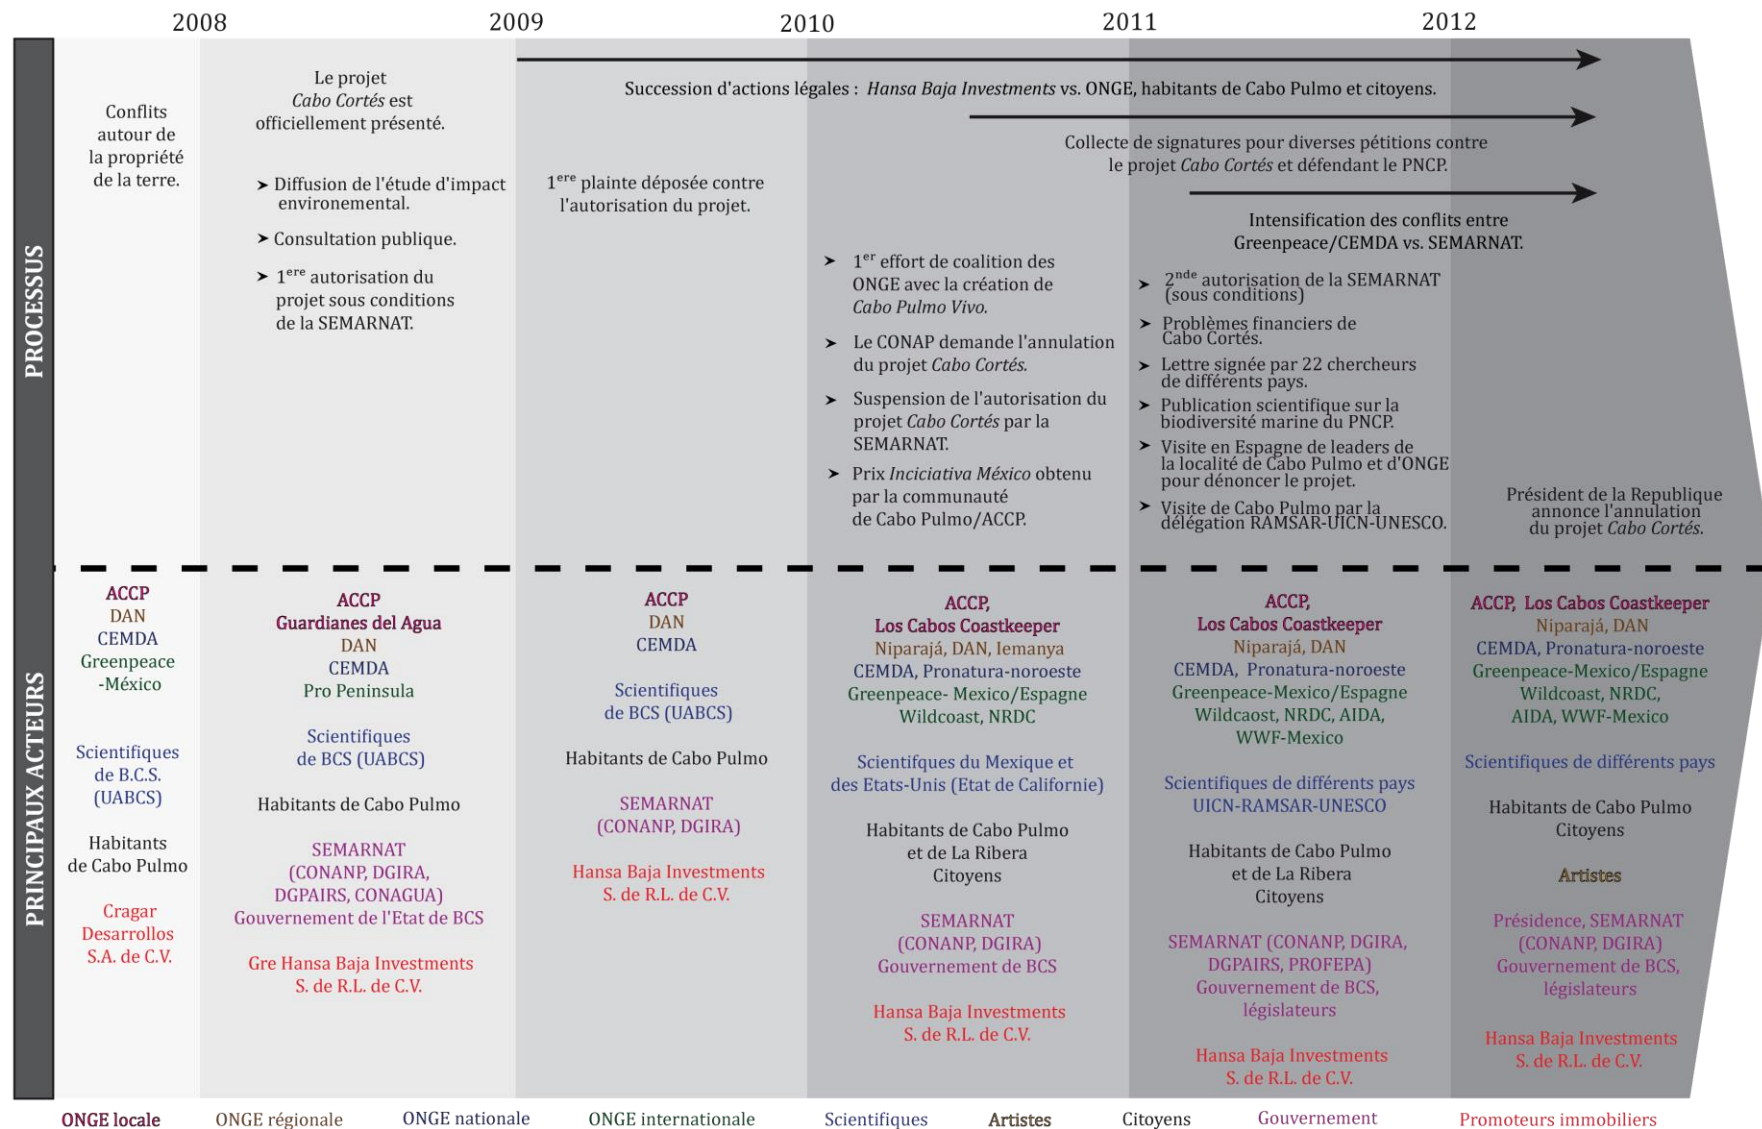 2008
2009
2010
2011
2012
PROCESSUS
Conflits
autour de
la propriété
de la terre.
Le projet
Cabo Cortés est
officiellement présenté.
➤ Diffusion de l'étude d'impact
environemental.
➤ Consultation publique.
➤ 1ere autorisation du
projet sous conditions
de la SEMARNAT.
Succession d'actions légales : Hansa Baja Investments vs. ONGE, habitants de Cabo Pulmo et citoyens.
Collecte de signatures pour diverses pétitions contre
le projet Cabo Cortés et défendant le PNCP.
Intensification des conflits entre
Greenpeace/CEMDA vs. SEMARNAT.
1ere plainte déposée contre
l'autorisation du projet.
➤ 1er effort de coalition des
ONGE avec la création de
Cabo Pulmo Vivo.
➤ Le CONAP demande l'annulation
du projet Cabo Cortés.
➤ Suspension de l'autorisation du
projet Cabo Cortés par la
SEMARNAT.
➤ Prix Iniciativa México obtenu
par la communauté
de Cabo Pulmo/ACCP.
➤ 2nde autorisation de la SEMARNAT
(sous conditions)
➤ Problèmes financiers de
Cabo Cortés.
➤ Lettre signée par 22 chercheurs
de différents pays.
➤ Publication scientifique sur la
biodiversité marine du PNCP.
➤ Visite en Espagne de leaders de
la localité de Cabo Pulmo et d'ONGE
pour dénoncer le projet.
➤ Visite de Cabo Pulmo par la
délégation RAMSAR-UICN-UNESCO.
Président de la Republique
annonce l'annulation
du projet Cabo Cortés.
PRINCIPAUX ACTEURS
ACCP
DAN
CEMDA
Greenpeace
-México
Scientifiques
de B.C.S.
(UABCS)
Habitants
de Cabo Pulmo
Cragar
Desarrollos
S.A. de C.V.
ACCP
Guardianes del Agua
DAN
CEMDA
Pro Peninsula
Scientifiques
de BCS (UABCS)
Habitants de Cabo Pulmo
SEMARNAT
(CONANP, DGIRA,
DGPAIRS, CONAGUA)
Gouvernement de l'Etat de BCS
Gre Hansa Baja Investments
S. de R.L. de C.V.
ACCP
DAN
CEMDA
Scientifiques
de BCS (UABCS)
Habitants de Cabo Pulmo
SEMARNAT
(CONANP, DGIRA)
Hansa Baja Investments
S. de R.L. de C.V.
ACCP,
Los Cabos Coastkeeper
Niparajá, DAN, Iemanya
CEMDA, Pronatura-noroeste
Greenpeace- Mexico/Espagne
Wildcoast, NRDC
Scientifques du Mexique et
des Etats-Unis (Etat de Californie)
Habitants de Cabo Pulmo
et de La Ribera
Citoyens
SEMARNAT
(CONANP, DGIRA)
Gouvernement de BCS
Hansa Baja Investments
S. de R.L. de C.V.
ACCP,
Los Cabos Coastkeeper
Niparajá, DAN
CEMDA, Pronatura-noroeste
Greenpeace-Mexico/Espagne
Wildcaost, NRDC, AIDA,
WWF-Mexico
Scientifiques de différents pays
UICN-RAMSAR-UNESCO
Habitants de Cabo Pulmo
et de La Ribera
Citoyens
SEMARNAT (CONANP, DGIRA,
DGPAIRS, PROFEPA)
Gouvernement de BCS,
législateurs
Hansa Baja Investments
S. de R.L. de C.V.
ACCP, Los Cabos Coastkeeper
Niparajá, DAN
CEMDA, Pronatura-noroeste
Greenpeace-Mexico/Espagne
Wildcoast, NRDC,
AIDA, WWF-Mexico
Scientifiques de différents pays
Habitants de Cabo Pulmo
Citoyens
Artistes
Présidence, SEMARNAT
(CONANP, DGIRA)
Gouvernement de BCS,
législateurs
Hansa Baja Investments
S. de R.L. de C.V.
ONGE locale
ONGE régionale
ONGE nationale
ONGE internationale
Scientifiques
Artistes
Citoyens
Gouvernement
Promoteurs immobiliers